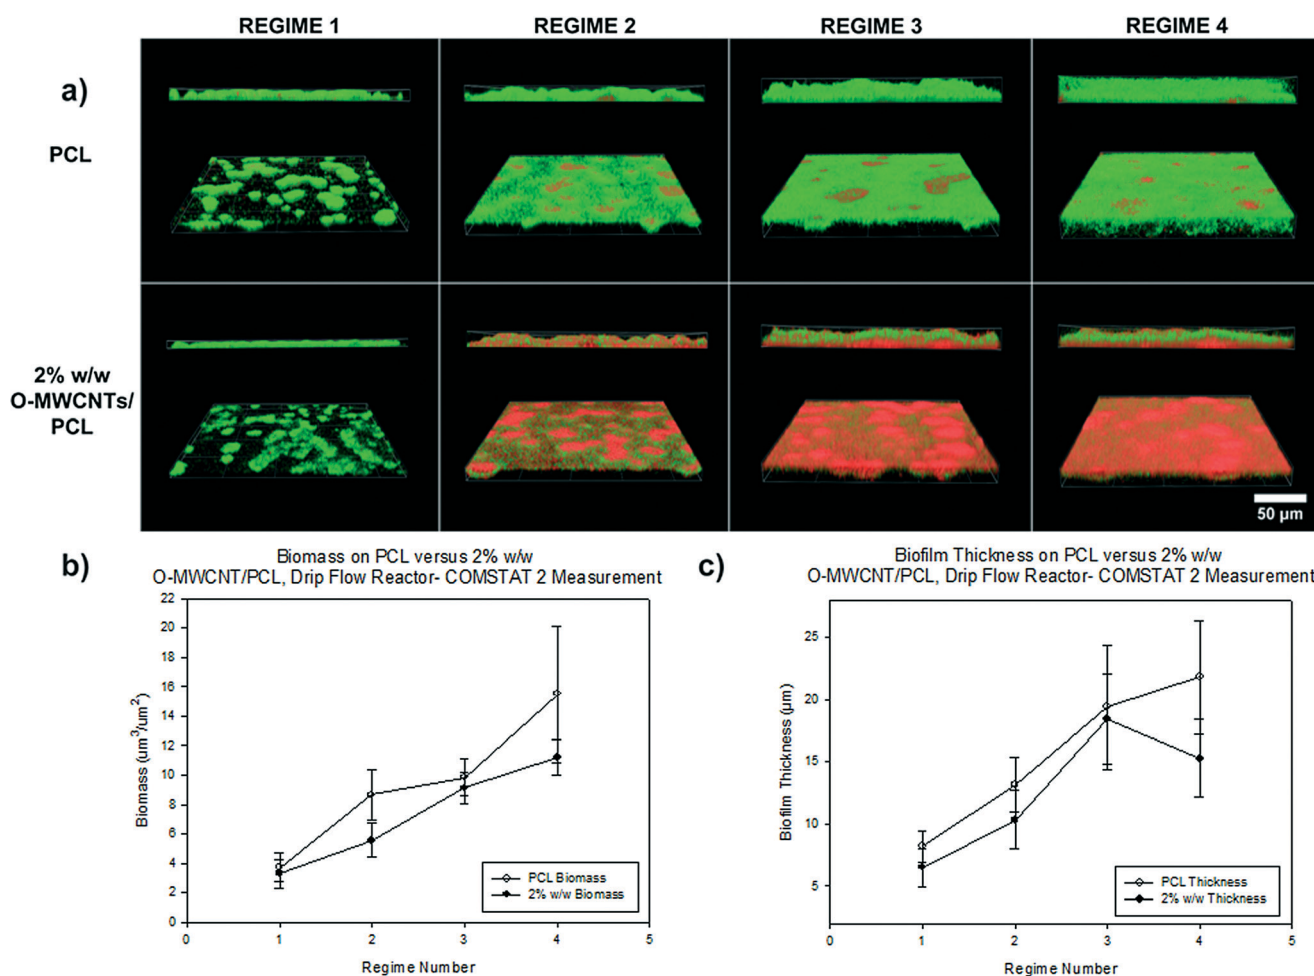 REGIME 1 REGIME 2 REGIME 3 REGIME 4
a)
PCL
2% w/w
O-MWCNTs/
PCL
50 µm
b)
Biomass on PCL versus 2% w/w
O-MWCNT/PCL, Drip Flow Reactor- COMSTAT 2 Measurement
Biomass (um³/um²)
22
20
18
16
14
12
10
8
6
4
2
0
0 1 2 3 4 5
Regime Number
PCL Biomass
2% w/w Biomass
c)
Biofilm Thickness on PCL versus 2% w/w
O-MWCNT/PCL, Drip Flow Reactor- COMSTAT 2 Measurement
Biofilm Thickness (µm)
25
20
15
10
5
0 1 2 3 4 5
Regime Number
PCL Thickness
2% w/w Thickness